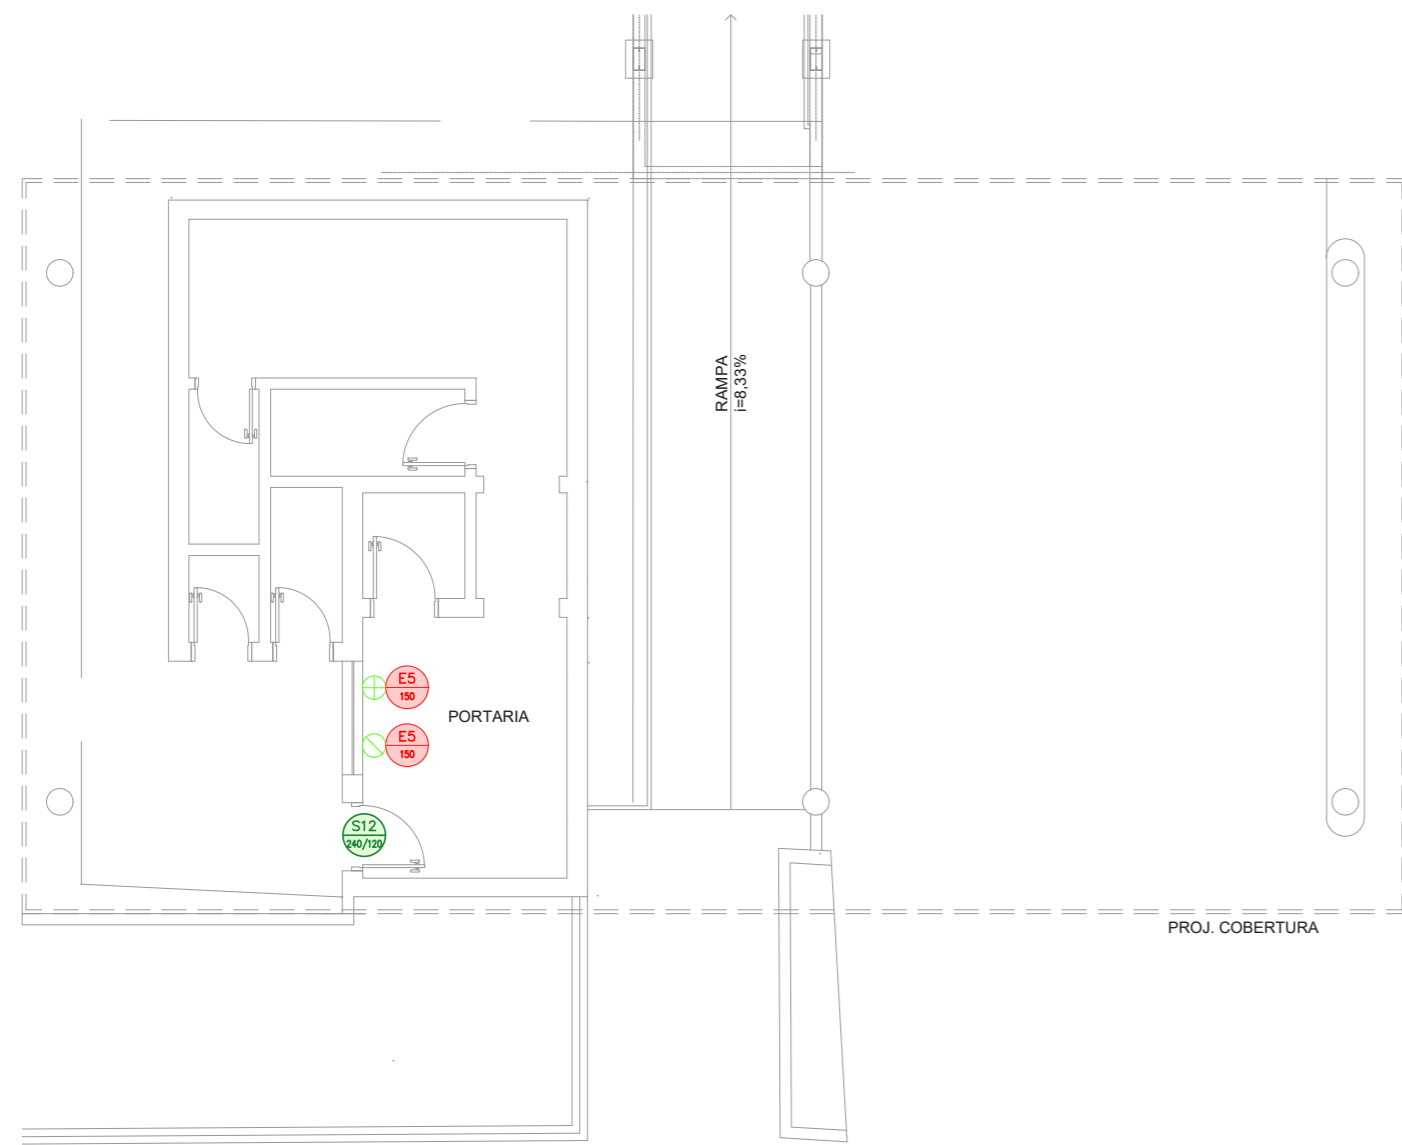 RAMPA
i=8,33%
E5
150
PORTARIA
E5
150
S12
240/120
PROJ. COBERTURA